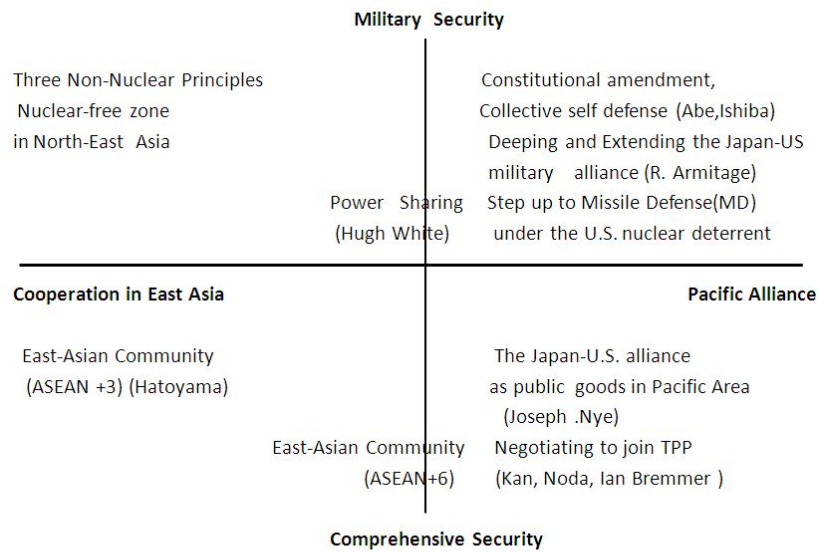 Military Security
Three Non-Nuclear Principles
Nuclear-free zone
in North-East Asia
Constitutional amendment,
Collective self defense (Abe,Ishiba)
Deeping and Extending the Japan-US
military alliance (R. Armitage)
Power Sharing
(Hugh White)
Step up to Missile Defense(MD)
under the U.S. nuclear deterrent
Cooperation in East Asia
Pacific Alliance
East-Asian Community
(ASEAN +3) (Hatoyama)
The Japan-U.S. alliance
as public goods in Pacific Area
(Joseph .Nye)
East-Asian Community
(ASEAN+6)
Negotiating to join TPP
(Kan, Noda, Ian Bremmer )
Comprehensive Security